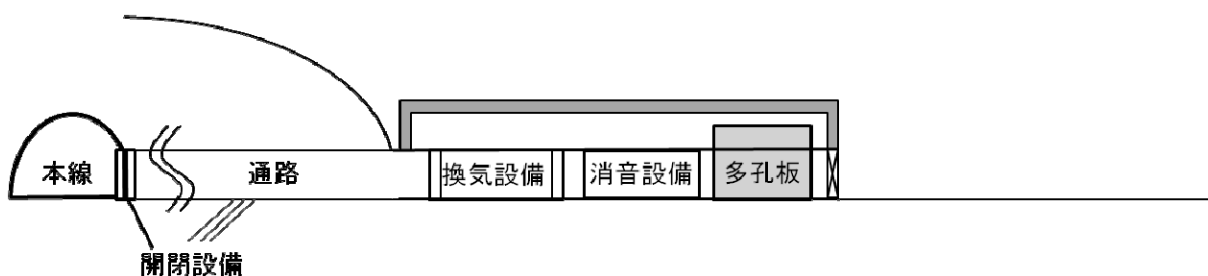 本線
通路
換気設備
消音設備
多孔板
開閉設備